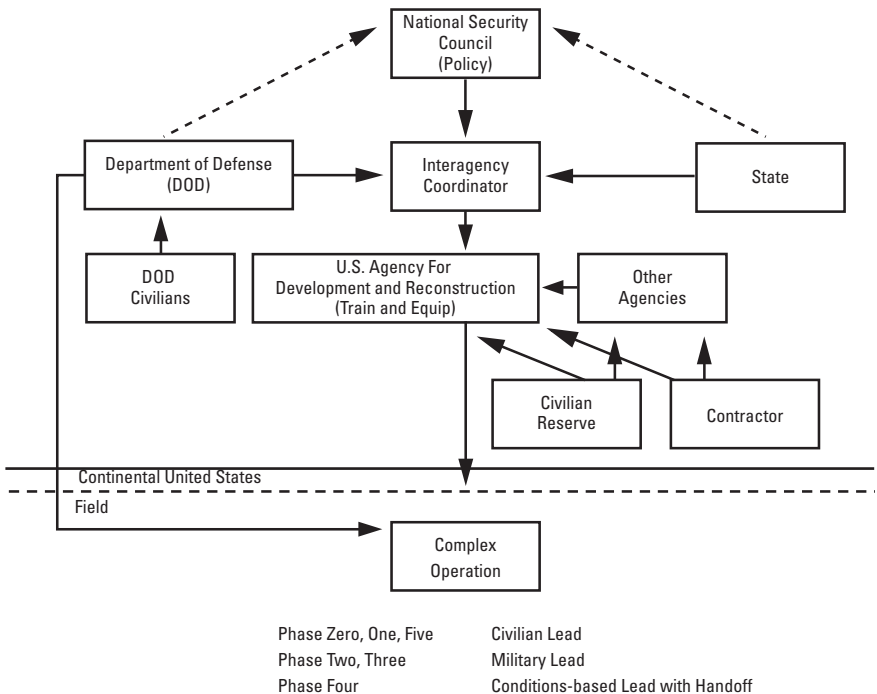 National Security
Council
(Policy)
Department of Defense
(DOD)
Interagency
Coordinator
State
DOD
Civilians
U.S. Agency For
Development and Reconstruction
(Train and Equip)
Other
Agencies
Civilian
Reserve
Contractor
Continental United States
Field
Complex
Operation
Phase Zero, One, Five Civilian Lead
Phase Two, Three Military Lead
Phase Four Conditions-based Lead with Handoff